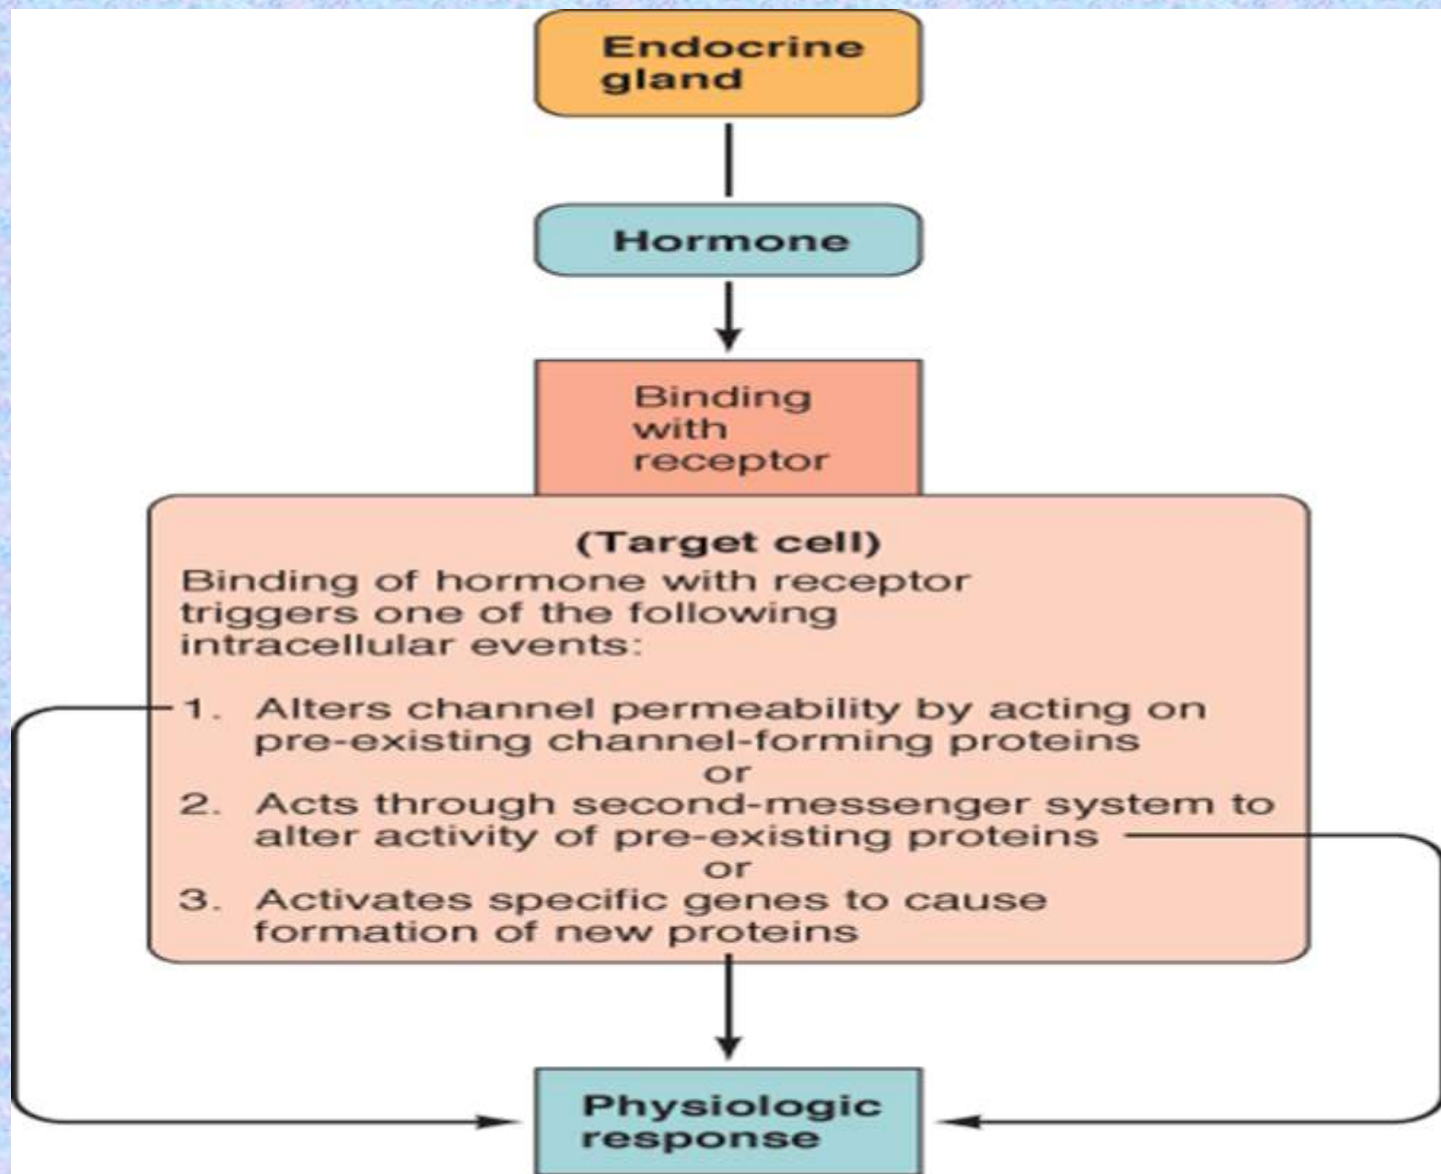 Endocrine
gland
Hormone
Binding
with
receptor
(Target cell)
Binding of hormone with receptor
triggers one of the following
intracellular events:
1. Alters channel permeability by acting on
pre-existing channel-forming proteins
or
2. Acts through second-messenger system to
alter activity of pre-existing proteins
or
3. Activates specific genes to cause
formation of new proteins
Physiologic
response